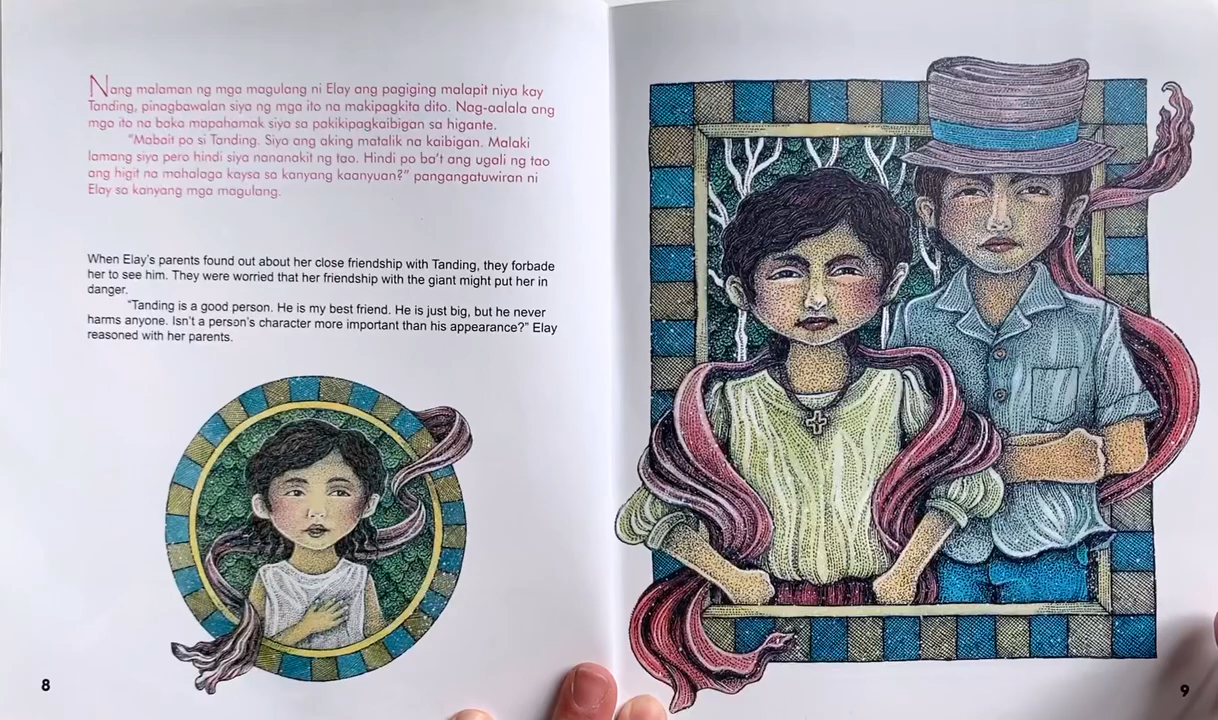 Nang malaman ng mga magulang ni Elay ang pagiging malapit niya kay
Tanding, pinagbawalan siya ng mga ito na makipagkita dito. Nag-aalala ang
mga ito na baka mapahamak siya sa pakikipagkaibigan sa higante.
"Mabait po si Tanding. Siya ang aking matalik na kaibigan. Malaki
lamang siya pero hindi siya nananakit ng tao. Hindi po ba't ang ugali ng tao
ang higit na mahalaga kaysa sa kanyang kaanyuan?" pangangatuwiran ni
Elay sa kanyang mga magulang.
When Elay's parents found out about her close friendship with Tanding, they forbade
her to see him. They were worried that her friendship with the giant might put her in
danger.
"Tanding is a good person. He is my best friend. He is just big, but he never
harms anyone. Isn't a person's character more important than his appearance?" Elay
reasoned with her parents.
8
9